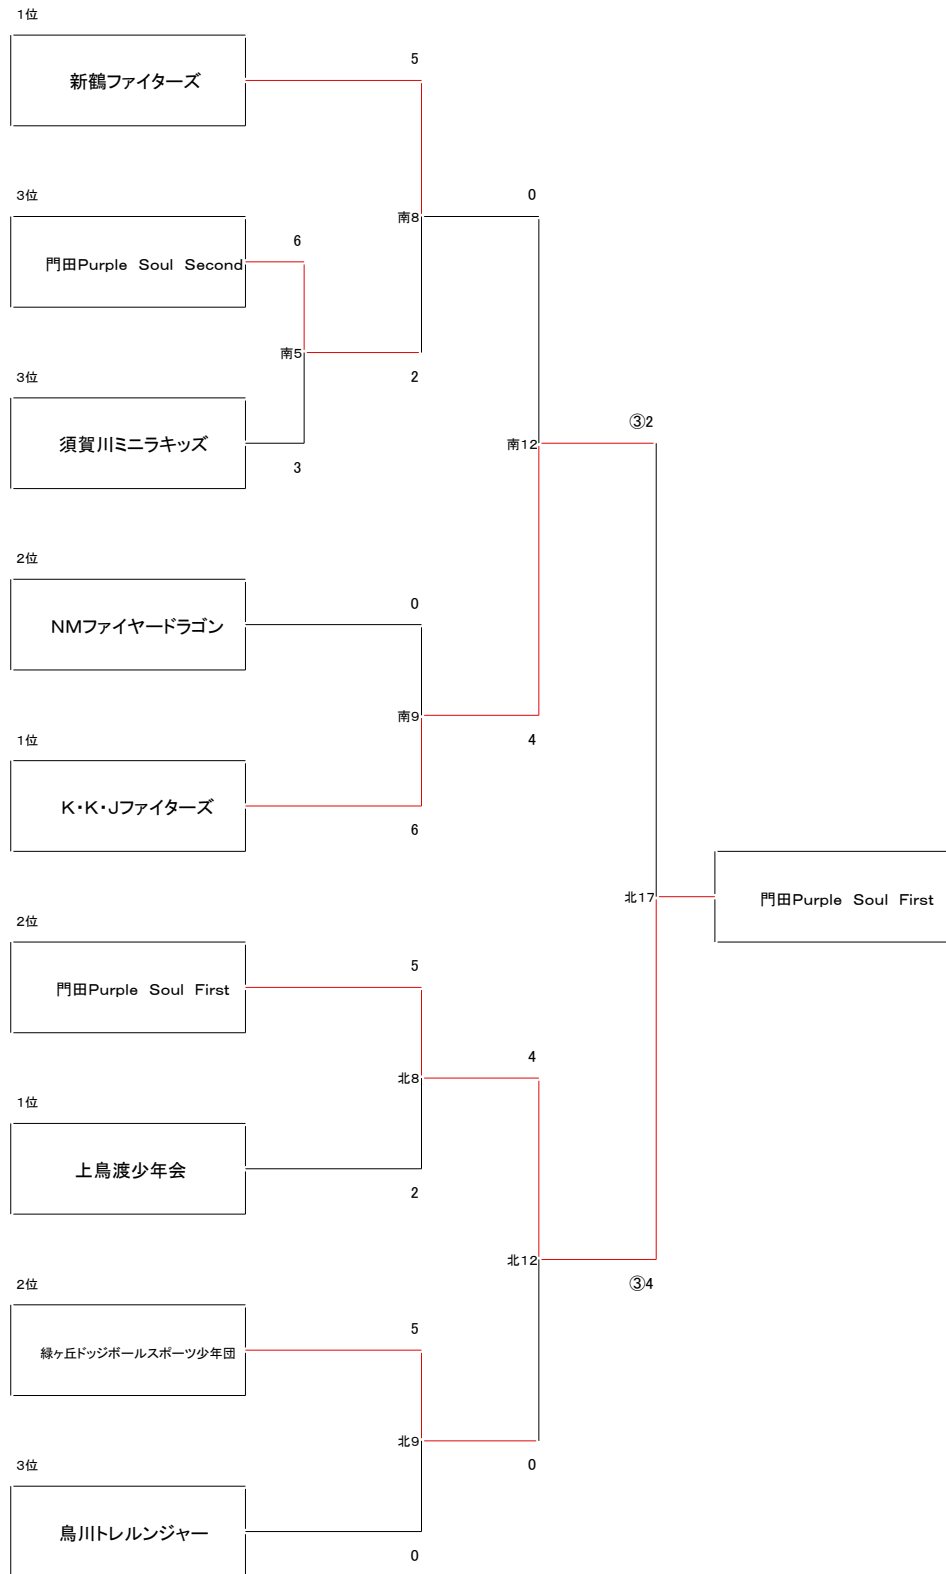 1位
5
新鶴ファイターズ
3位
0
南8
6
門田Purple Soul Second
南5
3位
2
③2
須賀川ミニラキッズ
南12
3
2位
0
NMファイヤードラゴン
南9
1位
4
K・K・Jファイターズ
6
北17
門田Purple Soul First
2位
5
門田Purple Soul First
4
北8
1位
上鳥渡少年会
2
北12
③4
2位
5
緑ヶ丘ドッジボールスポーツ少年団
北9
3位
0
鳥川トレルンジャー
0